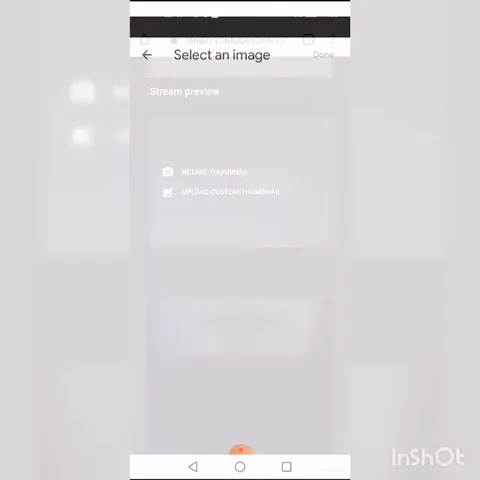 Select an image
Done
Stream preview
RETAKE THUMBNAIL
UPLOAD CUSTOM THUMBNAIL
InShOt